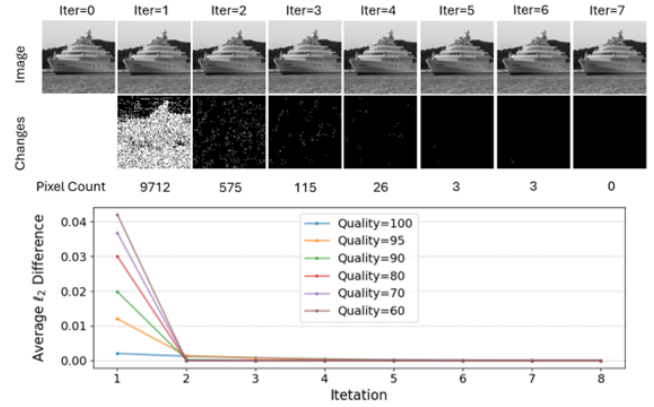 Iter=0 Iter=1 Iter=2 Iter=3 Iter=4 Iter=5 Iter=6 Iter=7
Image
Changes
Pixel Count 9712 575 115 26 3 3 0
Average ℓ₂ Difference
0.04
0.03
0.02
0.01
0.00
Quality=100
Quality=95
Quality=90
Quality=80
Quality=70
Quality=60
1 2 3 4 5 6 7 8
Itetation